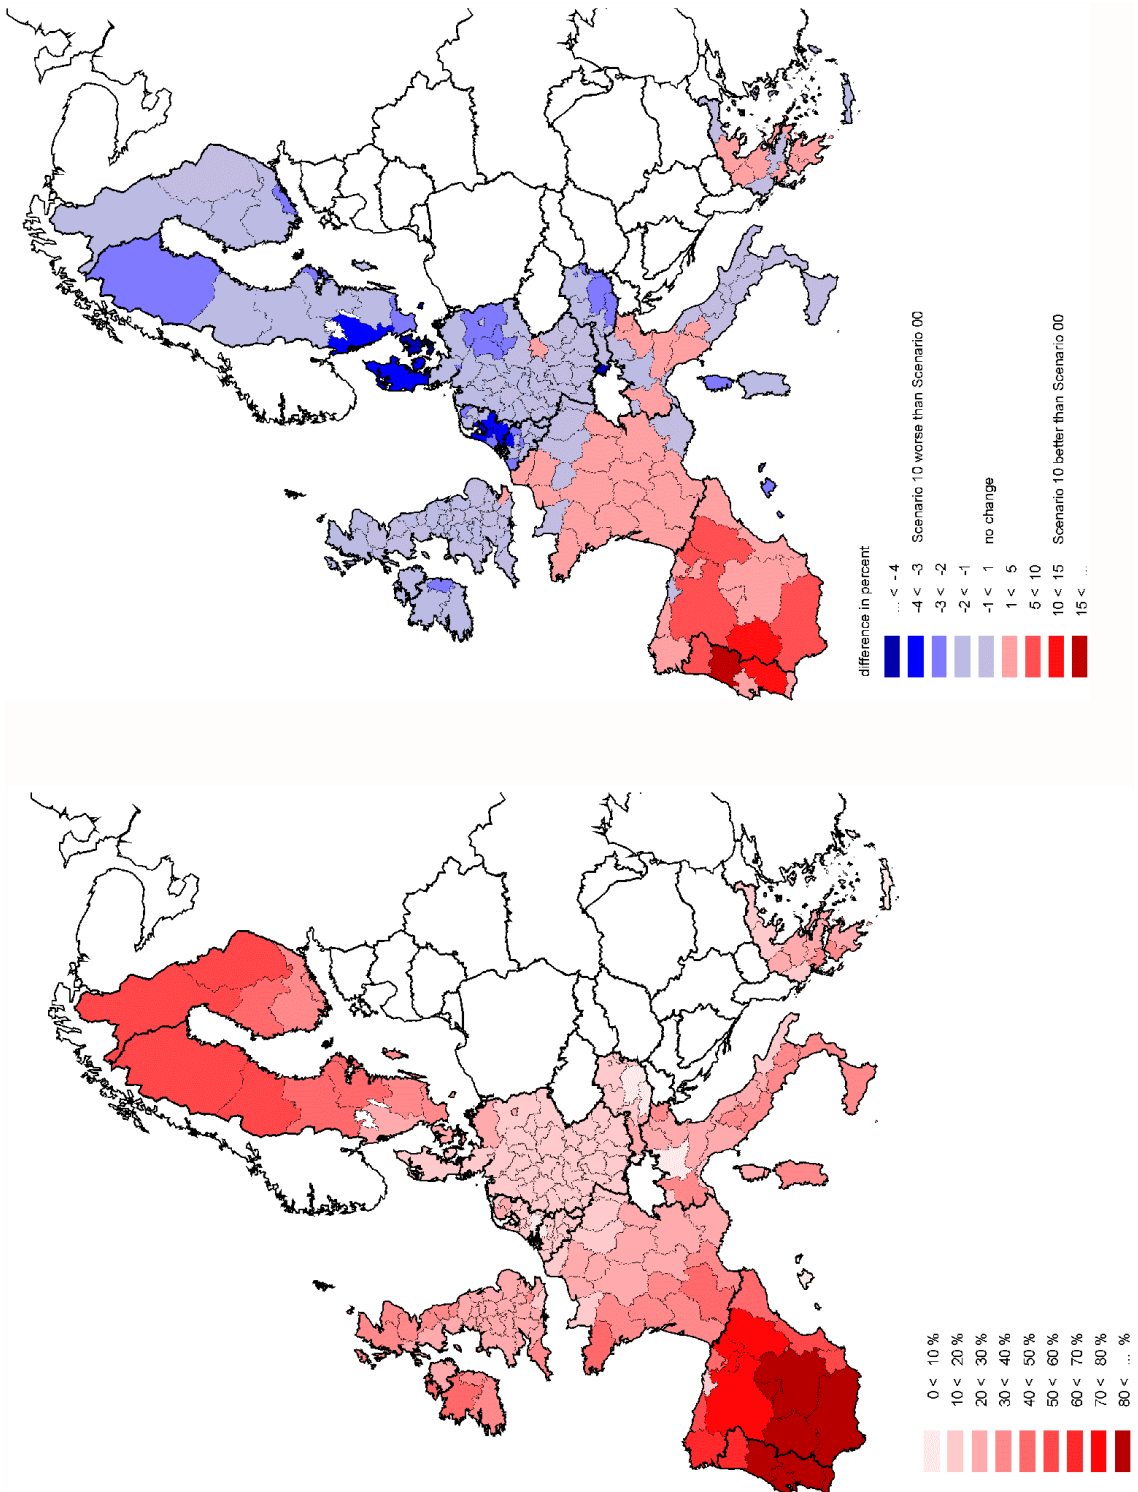 difference in percent
... < - 4
-4 < -3
-3 < -2
-2 < -1
-1 < 1
1 < 5
5 < 10
10 < 15
15 < ...
Scenario 10 worse than Scenario 00
no change
Scenario 10 better than Scenario 00
0 < 10 %
10 < 20 %
20 < 30 %
30 < 40 %
40 < 50 %
50 < 60 %
60 < 70 %
70 < 80 %
80 < ... %